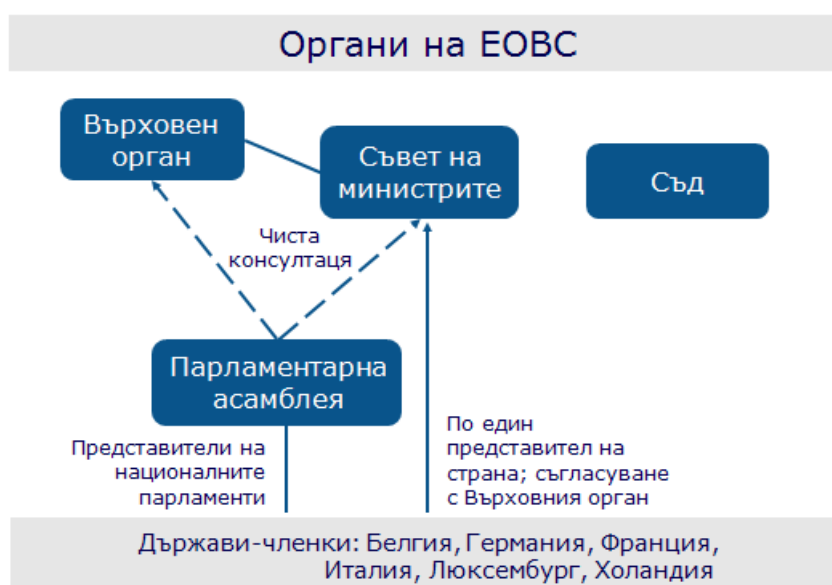 Органи на ЕОВС
Върховен
орган
Съвет на
министрите
Съд
Чиста
консултаця
Парламентарна
асамблея
Представители на
националните
парламенти
По един
представител на
страна; съгласуване
с Върховния орган
Държави-членки: Белгия, Германия, Франция,
Италия, Люксембург, Холандия